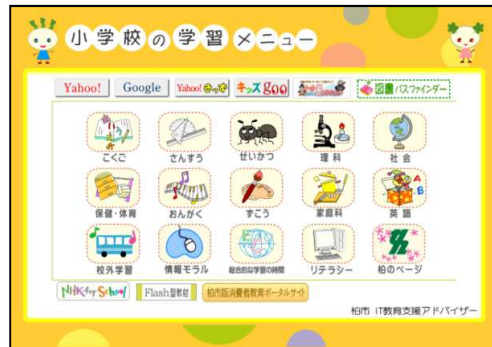 小学校の学習メニュー
Yahoo! Google Yahoo!きっず キッズgoo 図書パスファインダー
こくご さんすう せいかつ 理科 社会
保健・体育 おんがく ずこう 家庭科 英語
校外学習 情報モラル 総合的な学習の時間 リテラシー 柏のページ
NHK for School Flash型教材 柏市版消費者教育ポータルサイト
柏市 IT教育支援アドバイザー